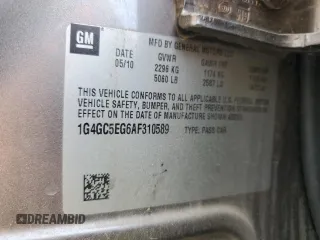 GM
MFD BY GENERAL MOTORS LLC
05/10
GVWR
2296 KG
5060 LB
THIS VEHICLE CONFORMS TO ALL APPLICABLE U.S. FEDERAL MOTOR
VEHICLE SAFETY, BUMPER, AND THEFT PREVENTION STANDARDS IN
EFFECT ON THE DATE OF MANUFACTURE SHOWN ABOVE.
1G4GC5EG6AF310589
TYPE: PASS CAR
DREAMBID